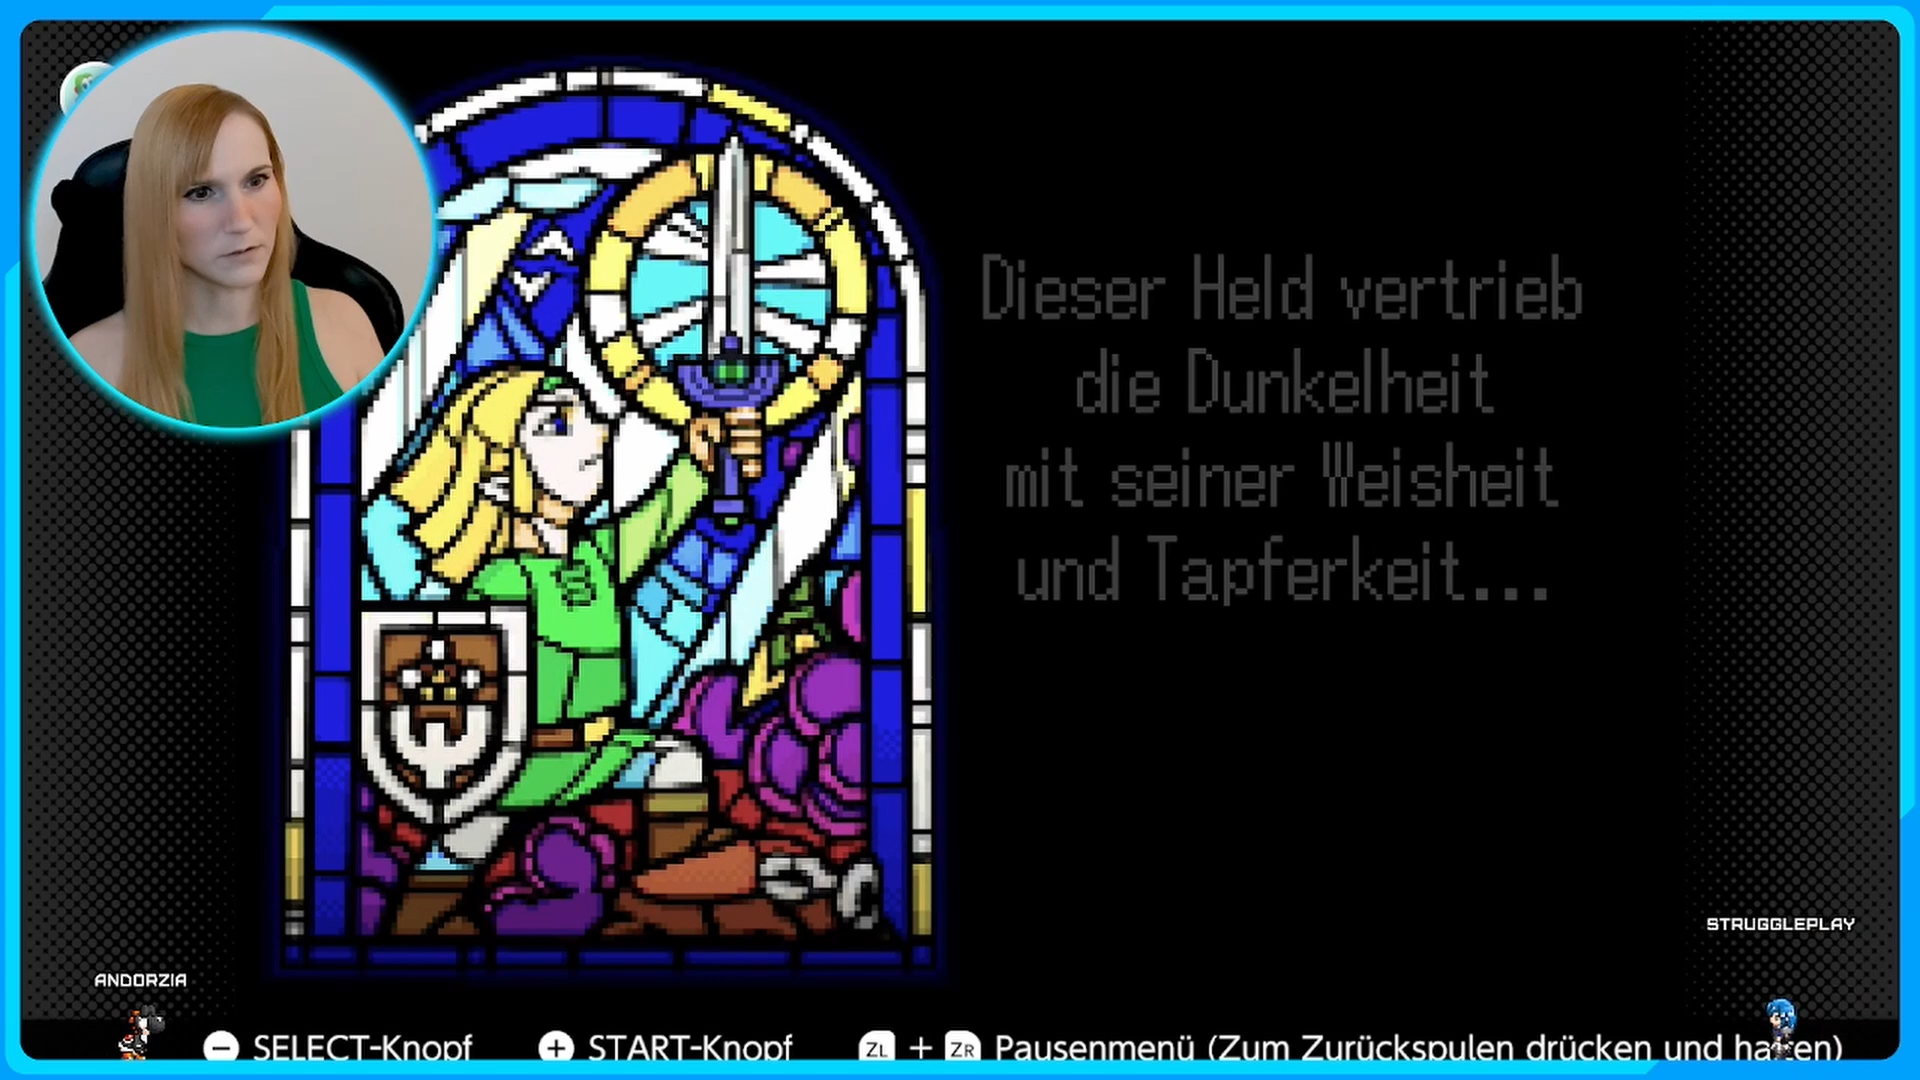 Dieser Held vertrieb
die Dunkelheit
mit seiner Weisheit
und Tapferkeit...
STRUGGLEPLAY
ANDORZIA
- SELECT-Knopf + START-Knopf ZL + ZR Pausenmenü (Zum Zurückspulen drücken und halten)